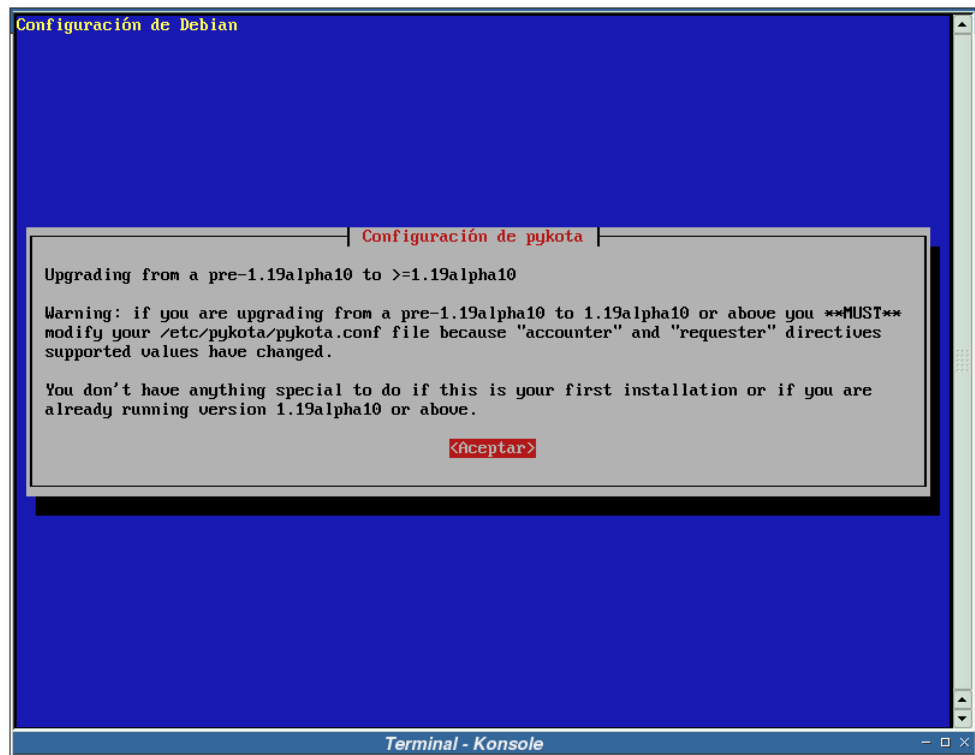 Configuración de Debian
Configuración de pykota
Upgrading from a pre-1.19alpha10 to >=1.19alpha10
Warning: if you are upgrading from a pre-1.19alpha10 to 1.19alpha10 or above you **MUST**
modify your /etc/pykota/pykota.conf file because "accounter" and "requester" directives
supported values have changed.
You don't have anything special to do if this is your first installation or if you are
already running version 1.19alpha10 or above.
<Aceptar>
Terminal - Konsole